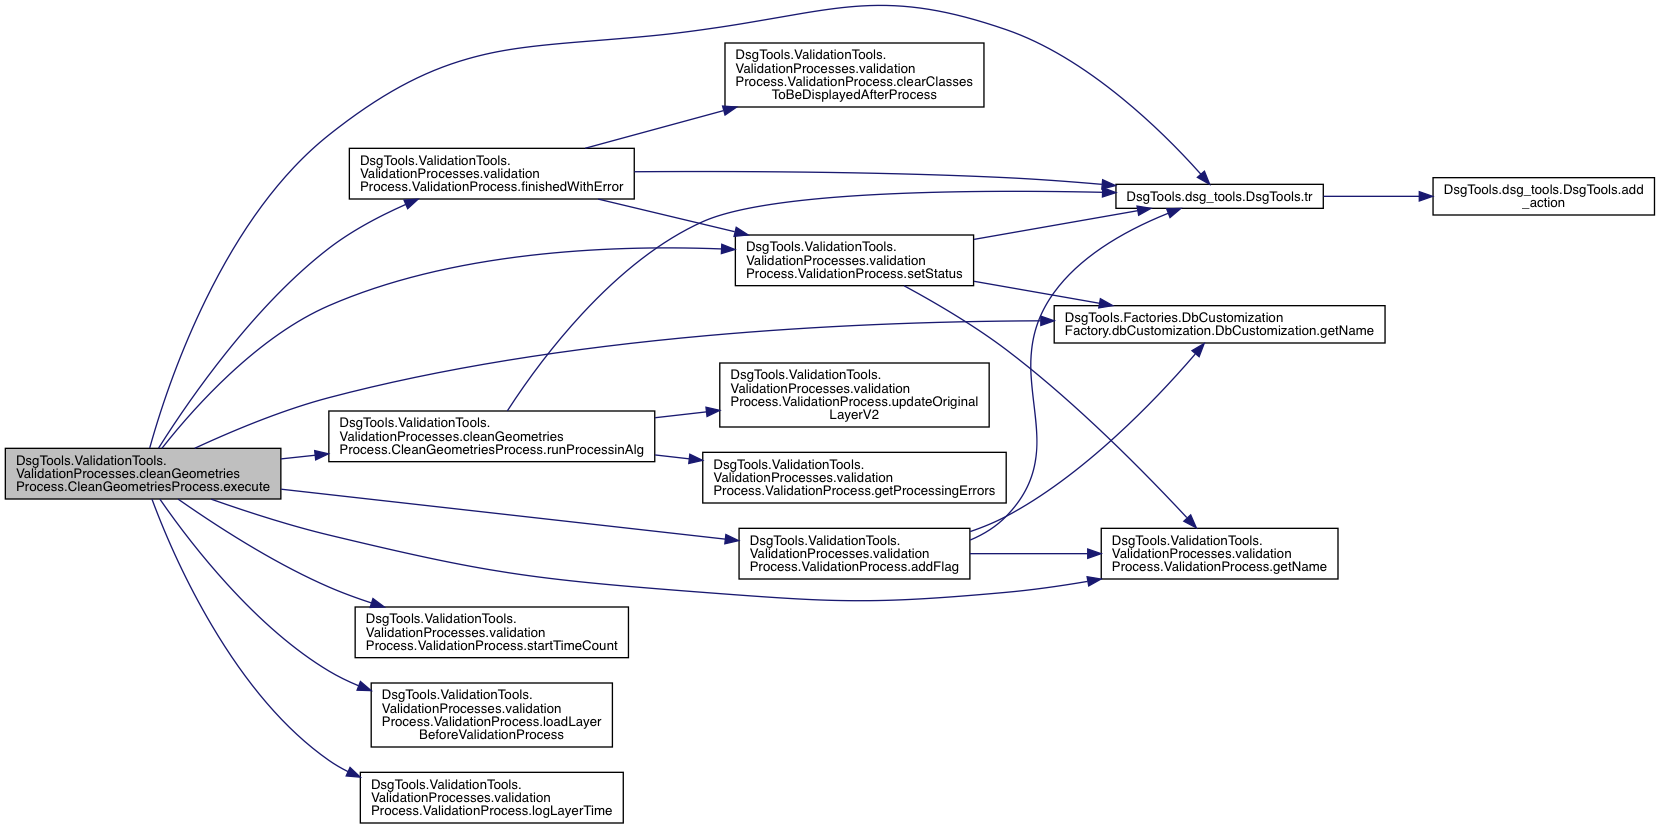 DsgTools.ValidationTools.
ValidationProcesses.validation
Process.ValidationProcess.clearClasses
ToBeDisplayedAfterProcess
DsgTools.ValidationTools.
ValidationProcesses.validation
Process.ValidationProcess.finishedWithError
DsgTools.dsg_tools.DsgTools.tr
DsgTools.dsg_tools.DsgTools.add
_action
DsgTools.ValidationTools.
ValidationProcesses.validation
Process.ValidationProcess.setStatus
DsgTools.Factories.DbCustomization
Factory.dbCustomization.DbCustomization.getName
DsgTools.ValidationTools.
ValidationProcesses.validation
Process.ValidationProcess.updateOriginal
LayerV2
DsgTools.ValidationTools.
ValidationProcesses.cleanGeometries
Process.CleanGeometriesProcess.runProcessinAlg
DsgTools.ValidationTools.
ValidationProcesses.cleanGeometries
Process.CleanGeometriesProcess.execute
DsgTools.ValidationTools.
ValidationProcesses.validation
Process.ValidationProcess.getProcessingErrors
DsgTools.ValidationTools.
ValidationProcesses.validation
Process.ValidationProcess.addFlag
DsgTools.ValidationTools.
ValidationProcesses.validation
Process.ValidationProcess.getName
DsgTools.ValidationTools.
ValidationProcesses.validation
Process.ValidationProcess.startTimeCount
DsgTools.ValidationTools.
ValidationProcesses.validation
Process.ValidationProcess.loadLayer
BeforeValidationProcess
DsgTools.ValidationTools.
ValidationProcesses.validation
Process.ValidationProcess.logLayerTime